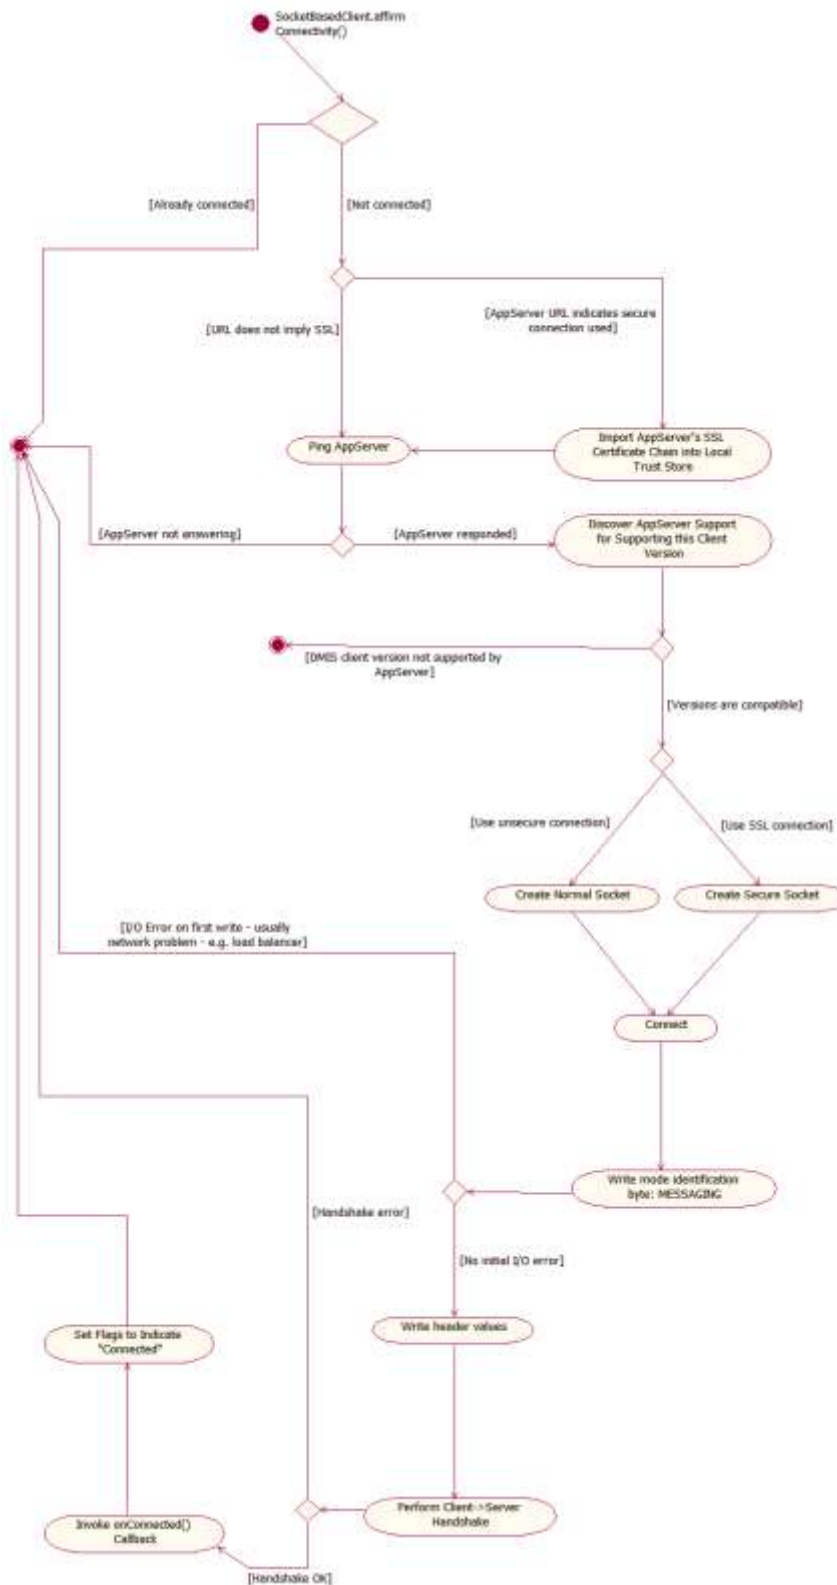 SocketBasedClient.affirm
Connectivity()
[Already connected]
[Not connected]
[URL does not imply SSL]
[AppServer URL indicates secure
connection used]
Ping AppServer
Import AppServer's SSL
Certificate Chain into Local
Trust Store
[AppServer not answering]
[AppServer responded]
Discover AppServer Support
for Supporting this Client
Version
[DMIS client version not supported by
AppServer]
[Versions are compatible]
[Use unsecure connection]
[Use SSL connection]
Create Normal Socket
Create Secure Socket
[I/O Error on first write - usually
network problem - e.g. load balancer]
Connect
Write mode identification
byte: MESSAGING
[Handshake error]
[No initial I/O error]
Set Flags to Indicate
"Connected"
Write header values
Perform Client->Server
Handshake
Invoke onConnected()
Callback
[Handshake OK]